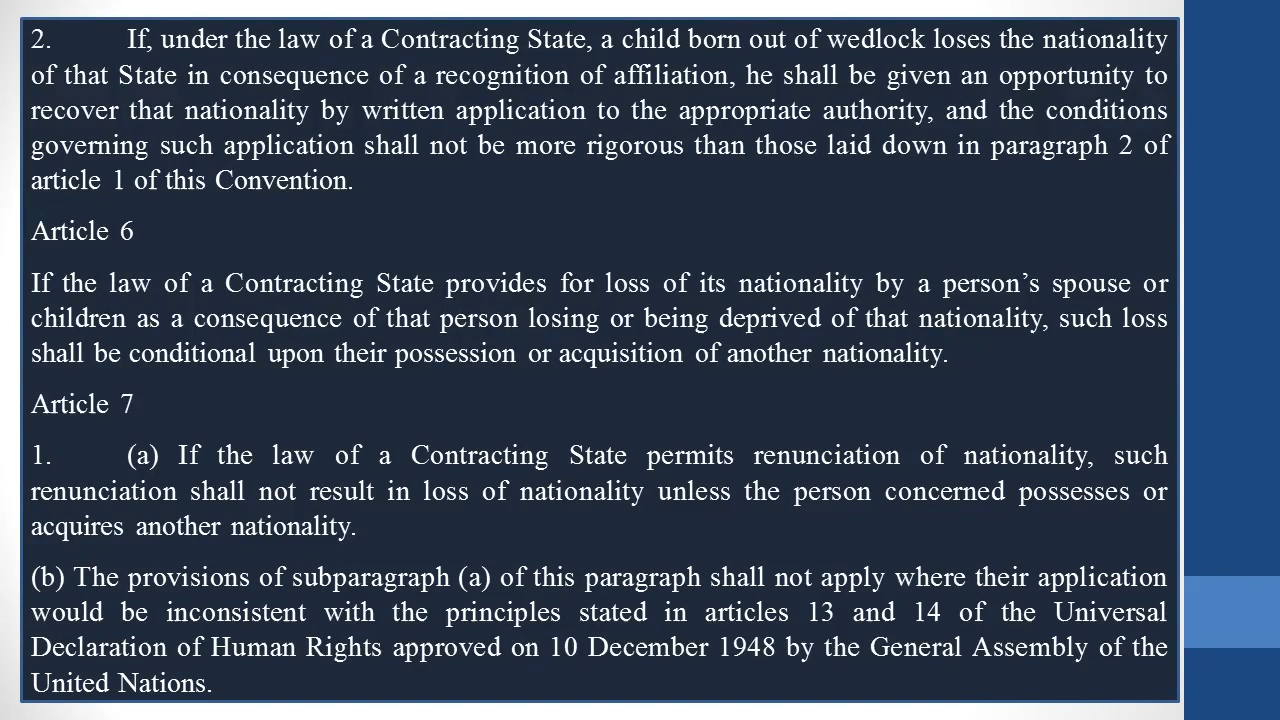 2. If, under the law of a Contracting State, a child born out of wedlock loses the nationality
of that State in consequence of a recognition of affiliation, he shall be given an opportunity to
recover that nationality by written application to the appropriate authority, and the conditions
governing such application shall not be more rigorous than those laid down in paragraph 2 of
article 1 of this Convention.
Article 6
If the law of a Contracting State provides for loss of its nationality by a person’s spouse or
children as a consequence of that person losing or being deprived of that nationality, such loss
shall be conditional upon their possession or acquisition of another nationality.
Article 7
1. (a) If the law of a Contracting State permits renunciation of nationality, such
renunciation shall not result in loss of nationality unless the person concerned possesses or
acquires another nationality.
(b) The provisions of subparagraph (a) of this paragraph shall not apply where their application
would be inconsistent with the principles stated in articles 13 and 14 of the Universal
Declaration of Human Rights approved on 10 December 1948 by the General Assembly of the
United Nations.